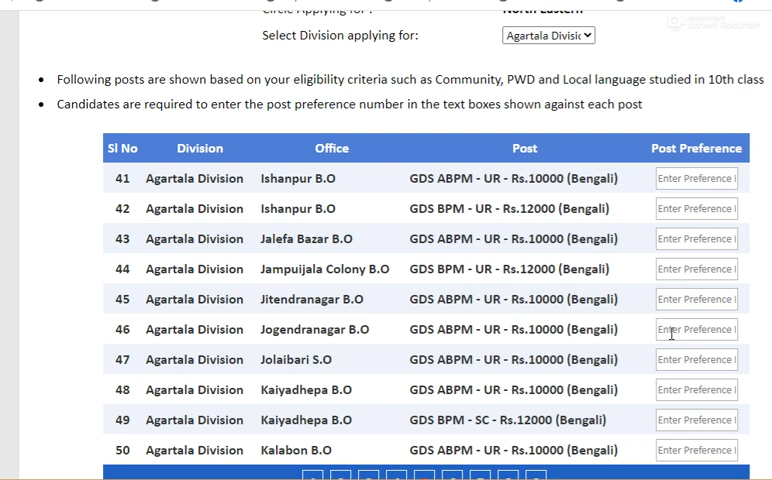 Circle Applying for : North Eastern
Select Division applying for: Agartala Divisic
Following posts are shown based on your eligibility criteria such as Community, PWD and Local language studied in 10th class
Candidates are required to enter the post preference number in the text boxes shown against each post
Sl No Division Office Post Post Preference
41 Agartala Division Ishanpur B.O GDS ABPM - UR - Rs.10000 (Bengali) Enter Preference
42 Agartala Division Ishanpur B.O GDS BPM - UR - Rs.12000 (Bengali) Enter Preference
43 Agartala Division Jalefa Bazar B.O GDS ABPM - UR - Rs.10000 (Bengali) Enter Preference
44 Agartala Division Jampuijala Colony B.O GDS BPM - UR - Rs.12000 (Bengali) Enter Preference
45 Agartala Division Jitendranagar B.O GDS ABPM - UR - Rs.10000 (Bengali) Enter Preference
46 Agartala Division Jogendranagar B.O GDS ABPM - UR - Rs.10000 (Bengali) Enter Preference
47 Agartala Division Jolaibari S.O GDS ABPM - UR - Rs.10000 (Bengali) Enter Preference
48 Agartala Division Kaiyadhepa B.O GDS ABPM - UR - Rs.10000 (Bengali) Enter Preference
49 Agartala Division Kaiyadhepa B.O GDS BPM - SC - Rs.12000 (Bengali) Enter Preference
50 Agartala Division Kalabon B.O GDS ABPM - UR - Rs.10000 (Bengali) Enter Preference